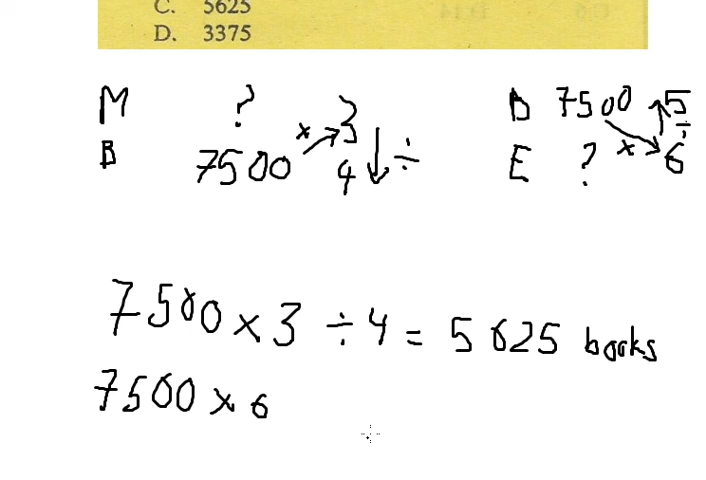 C. 5625
D. 3375
M ? 3
B 7500 × 4 ÷
B 7500 5
E ? × 6 ÷
7500 × 3 ÷ 4 = 5625 books
7500 × 6